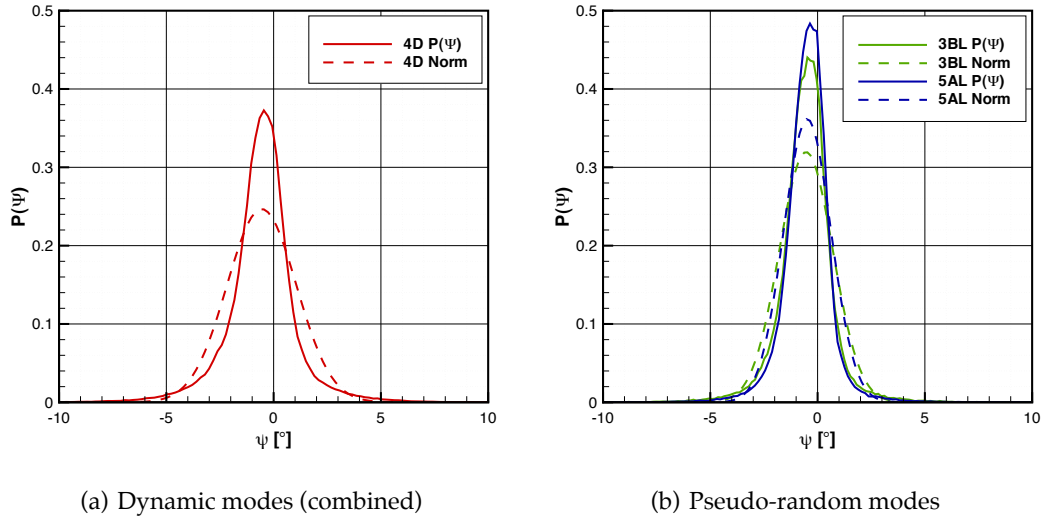 0.5
0.4
0.3
0.2
0.1
0
P(Ψ)
-10 -5 0 5 10
ψ [°]
4D P(Ψ)
4D Norm
(a) Dynamic modes (combined)
0.5
0.4
0.3
0.2
0.1
0
P(Ψ)
-10 -5 0 5 10
ψ [°]
3BL P(Ψ)
3BL Norm
5AL P(Ψ)
5AL Norm
(b) Pseudo-random modes